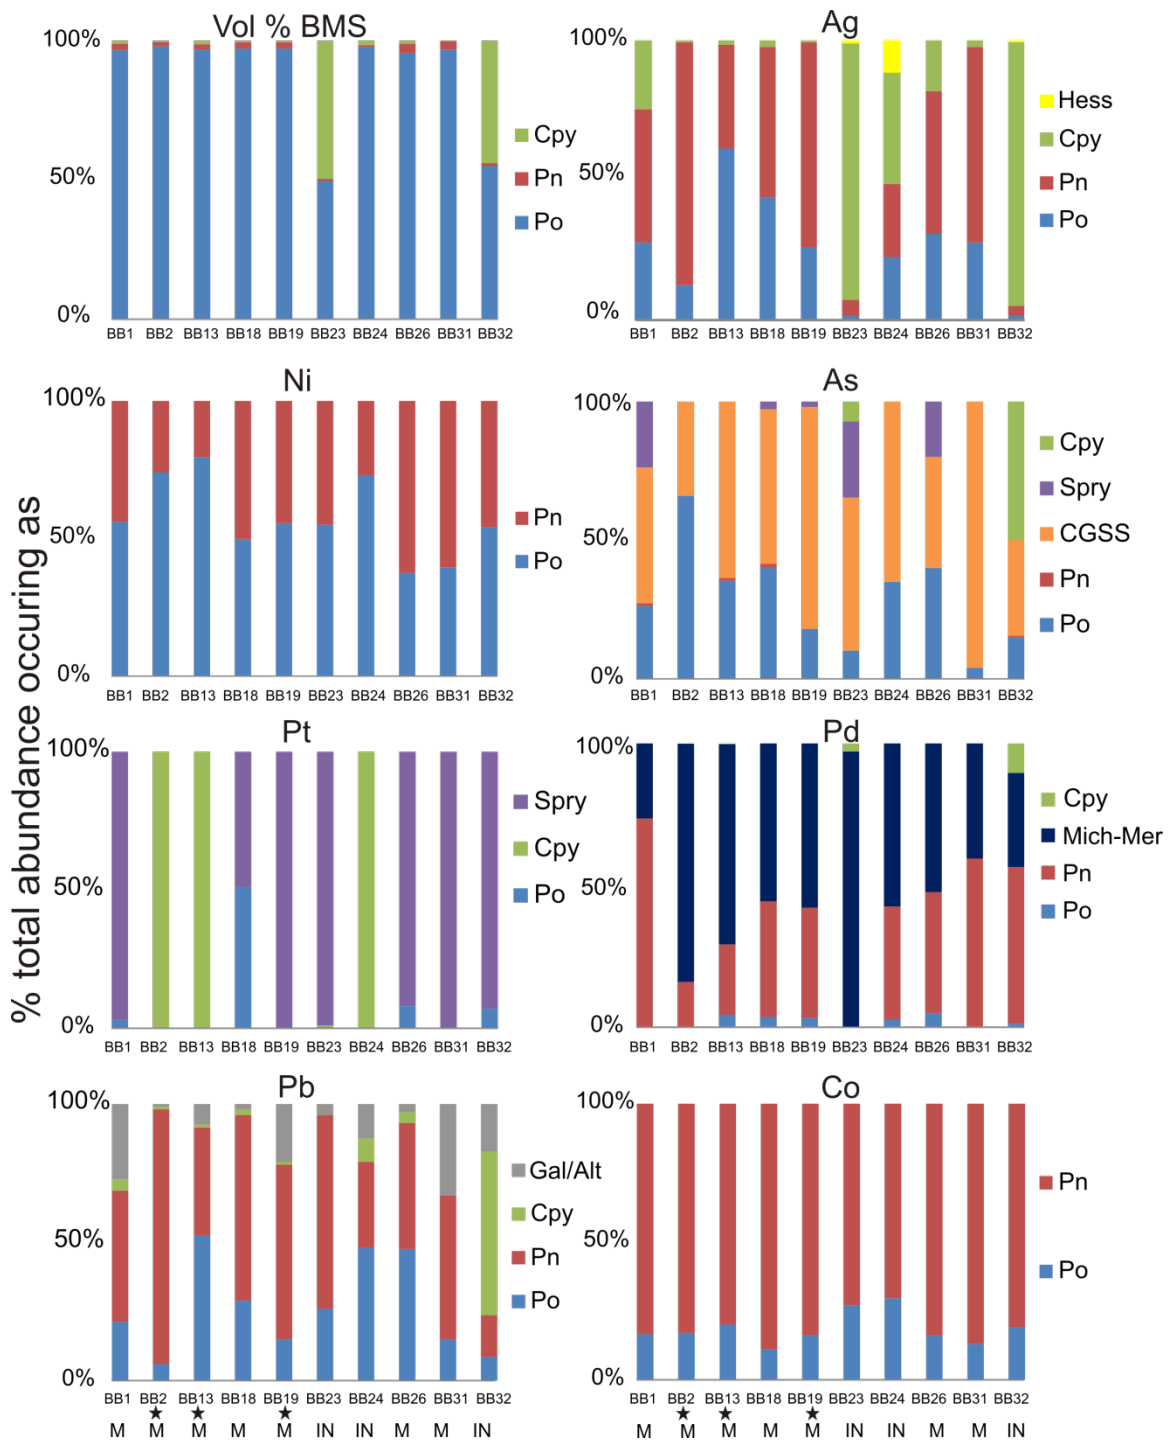 Vol % BMS
100%
50%
0%
Cpy
Pn
Po
BB1 BB2 BB13 BB18 BB19 BB23 BB24 BB26 BB31 BB32
Ag
100%
50%
0%
Hess
Cpy
Pn
Po
BB1 BB2 BB13 BB18 BB19 BB23 BB24 BB26 BB31 BB32
% total abundance occuring as
Ni
100%
50%
0%
Pn
Po
BB1 BB2 BB13 BB18 BB19 BB23 BB24 BB26 BB31 BB32
As
100%
50%
0%
Cpy
Spry
CGSS
Pn
Po
BB1 BB2 BB13 BB18 BB19 BB23 BB24 BB26 BB31 BB32
Pt
100%
50%
0%
Spry
Cpy
Po
BB1 BB2 BB13 BB18 BB19 BB23 BB24 BB26 BB31 BB32
Pd
100%
50%
0%
Cpy
Mich-Mer
Pn
Po
BB1 BB2 BB13 BB18 BB19 BB23 BB24 BB26 BB31 BB32
Pb
100%
50%
0%
Gal/Alt
Cpy
Pn
Po
BB1 BB2 BB13 BB18 BB19 BB23 BB24 BB26 BB31 BB32
★ ★ ★
M M M M M IN IN M M IN
Co
100%
50%
0%
Pn
Po
BB1 BB2 BB13 BB18 BB19 BB23 BB24 BB26 BB31 BB32
★ ★ ★
M M M M M IN IN M M IN